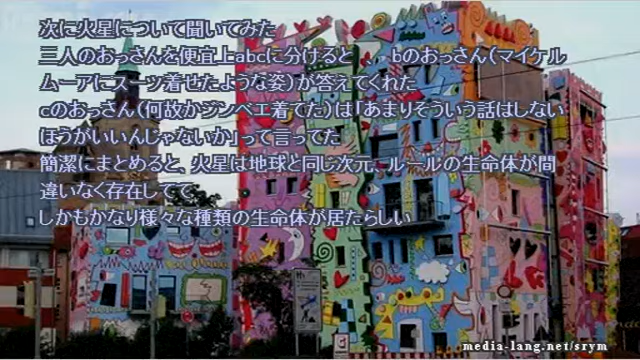 次に火星について聞いてみた
三人のおっさんを便宜上abcに分けると、、bのおっさん（マイケル
ムーアにスーツ着せたような姿）が答えてくれた
cのおっさん（何故かジンベエ着てた）は「あまりそういう話はしない
ほうがいいんじゃないか」って言ってた
簡潔にまとめると、火星は地球と同じ次元、ルールの生命体が間
違いなく存在してて
しかもかなり様々な種類の生命体が居たらしい
media-lang.net/srym